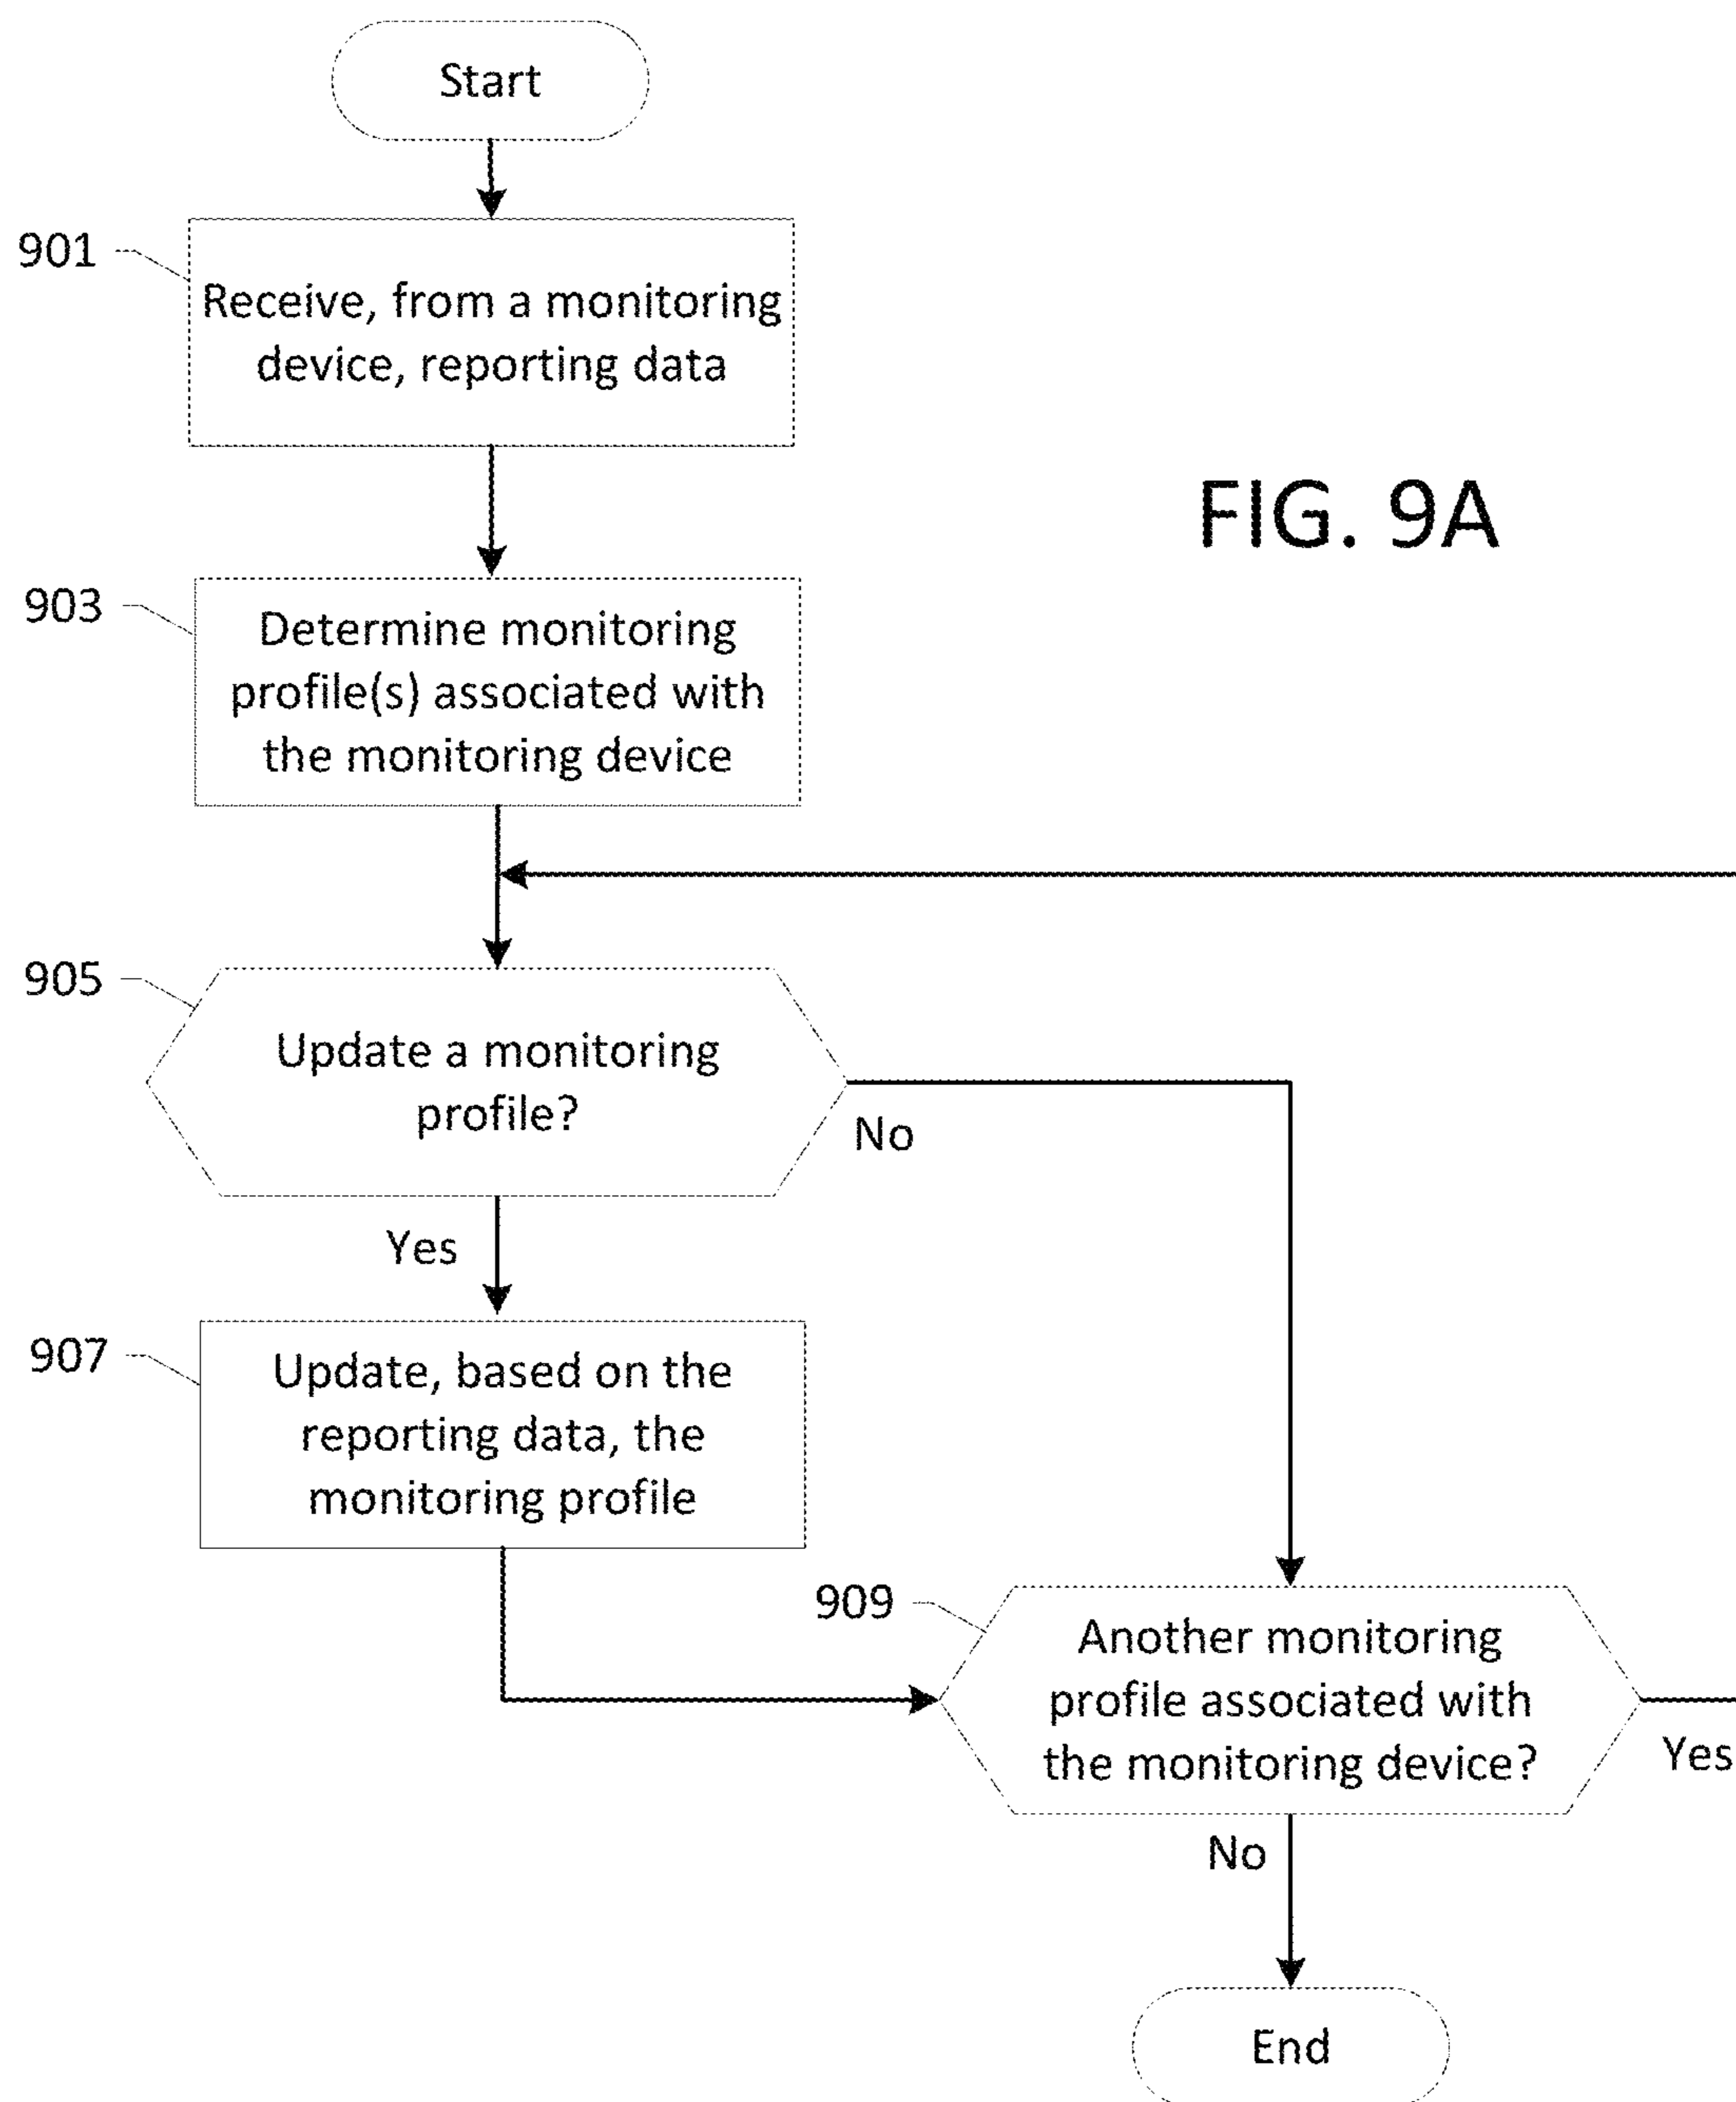 Start
901
Receive, from a monitoring
device, reporting data
FIG. 9A
903
Determine monitoring
profile(s) associated with
the monitoring device
905
Update a monitoring
profile?
No
Yes
907
Update, based on the
reporting data, the
monitoring profile
909
Another monitoring
profile associated with
the monitoring device?
Yes
No
End